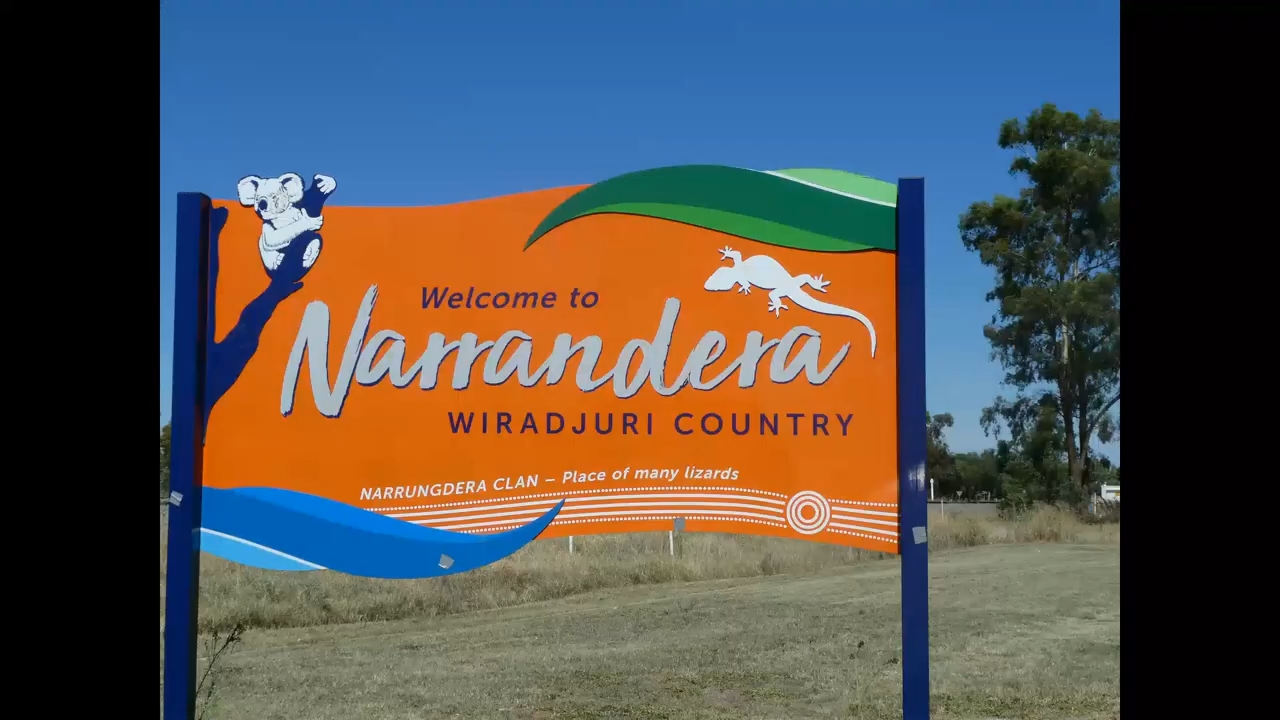 Welcome to
Narrandera
WIRADJURI COUNTRY
NARRUNGDERA CLAN – Place of many lizards